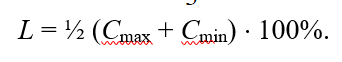 L = ½ (Cmax + Cmin) · 100%.